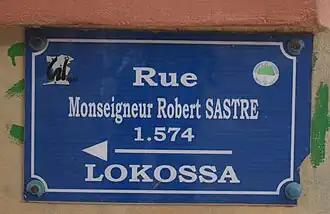 Rue
Monseigneur Robert SASTRE
1.574
LOKOSSA